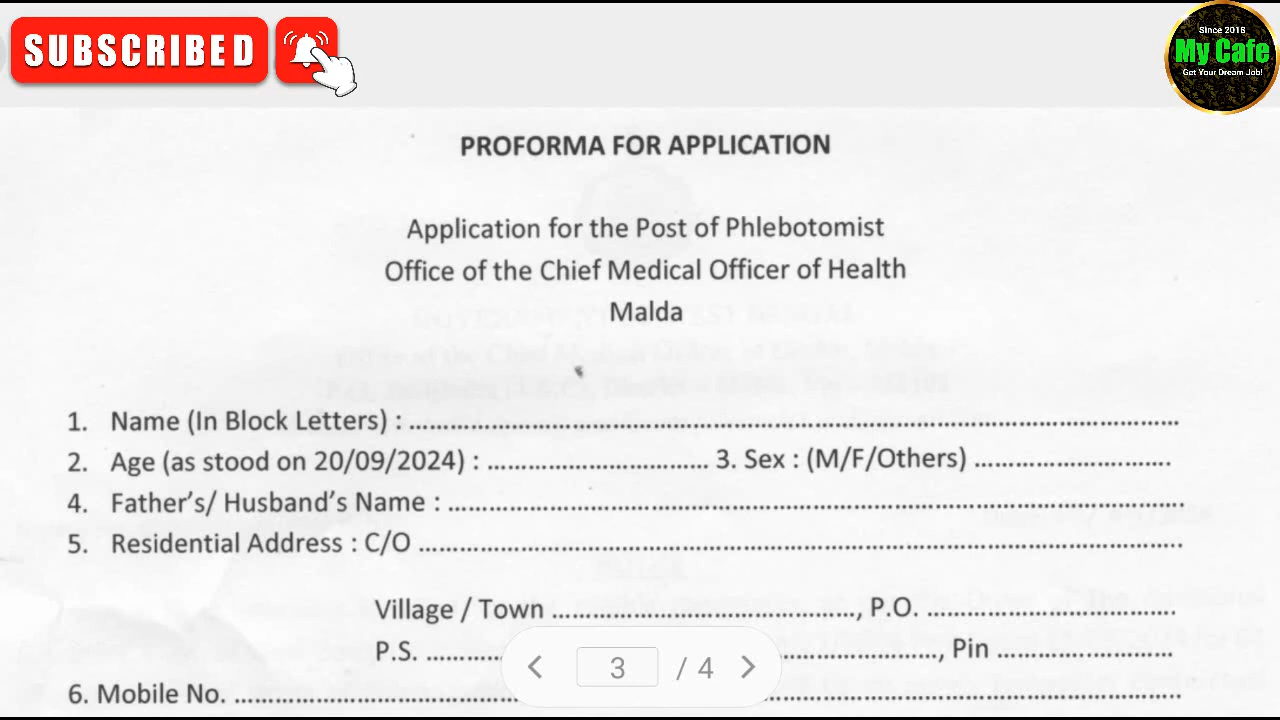 SUBSCRIBED
Since 2018
My Cafe
Get Your Dream Job!
PROFORMA FOR APPLICATION
Application for the Post of Phlebotomist
Office of the Chief Medical Officer of Health
Malda
1. Name (In Block Letters) : ........................................
2. Age (as stood on 20/09/2024) : .............................. 3. Sex : (M/F/Others) ..............................
4. Father's/ Husband's Name : ........................................
5. Residential Address : C/O ........................................
Village / Town ........................................, P.O. ..............................
P.S. ........................................, Pin ..............................
6. Mobile No. ........................................
< 3 / 4 >